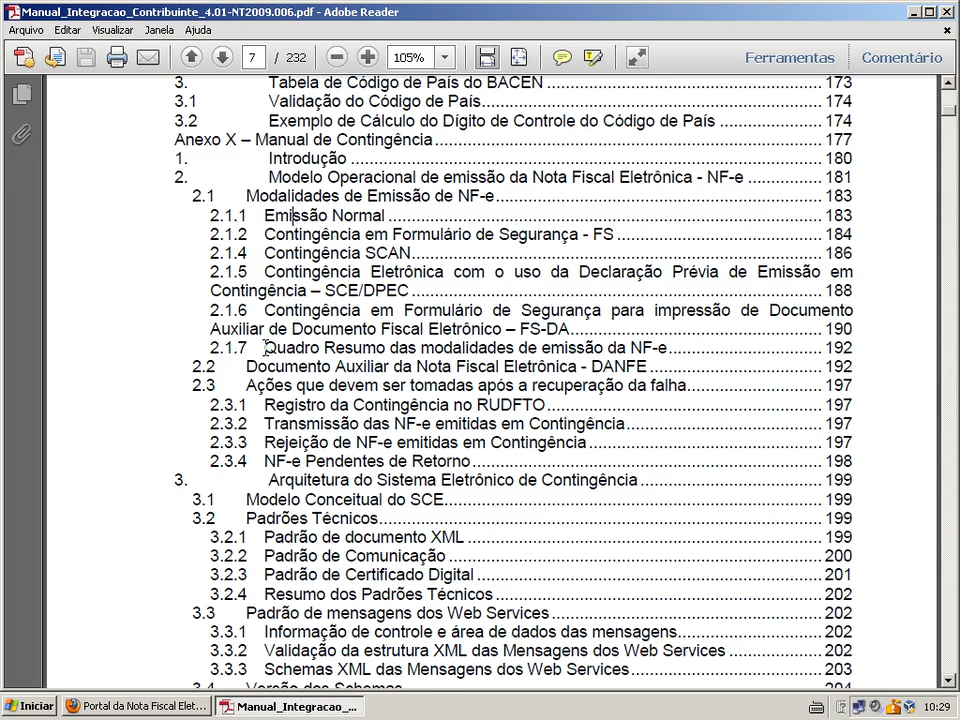 Manual_Integracao_Contribuinte_4.01-NT2009.006.pdf - Adobe Reader
Arquivo Editar Visualizar Janela Ajuda
7 / 232 105% Ferramentas Comentário
3. Tabela de Código de País do BACEN ........ 173
3.1 Validação do Código de País........ 174
3.2 Exemplo de Cálculo do Dígito de Controle do Código de País ........ 174
Anexo X – Manual de Contingência........ 177
1. Introdução ........ 180
2. Modelo Operacional de emissão da Nota Fiscal Eletrônica - NF-e ........ 181
2.1 Modalidades de Emissão de NF-e........ 183
2.1.1 Emissão Normal ........ 183
2.1.2 Contingência em Formulário de Segurança - FS ........ 184
2.1.4 Contingência SCAN........ 186
2.1.5 Contingência Eletrônica com o uso da Declaração Prévia de Emissão em
Contingência – SCE/DPEC ........ 188
2.1.6 Contingência em Formulário de Segurança para impressão de Documento
Auxiliar de Documento Fiscal Eletrônico – FS-DA........ 190
2.1.7 Quadro Resumo das modalidades de emissão da NF-e........ 192
2.2 Documento Auxiliar da Nota Fiscal Eletrônica - DANFE ........ 192
2.3 Ações que devem ser tomadas após a recuperação da falha........ 197
2.3.1 Registro da Contingência no RUDFTO........ 197
2.3.2 Transmissão das NF-e emitidas em Contingência........ 197
2.3.3 Rejeição de NF-e emitidas em Contingência ........ 197
2.3.4 NF-e Pendentes de Retorno ........ 198
3. Arquitetura do Sistema Eletrônico de Contingência ........ 199
3.1 Modelo Conceitual do SCE........ 199
3.2 Padrões Técnicos........ 199
3.2.1 Padrão de documento XML ........ 199
3.2.2 Padrão de Comunicação ........ 200
3.2.3 Padrão de Certificado Digital ........ 201
3.2.4 Resumo dos Padrões Técnicos ........ 202
3.3 Padrão de mensagens dos Web Services ........ 202
3.3.1 Informação de controle e área de dados das mensagens........ 202
3.3.2 Validação da estrutura XML das Mensagens dos Web Services ........ 202
3.3.3 Schemas XML das Mensagens dos Web Services ........ 203
3.4 Versão dos Schemas ........ 204
Iniciar Portal da Nota Fiscal Elet... Manual_Integracao_... 10:29